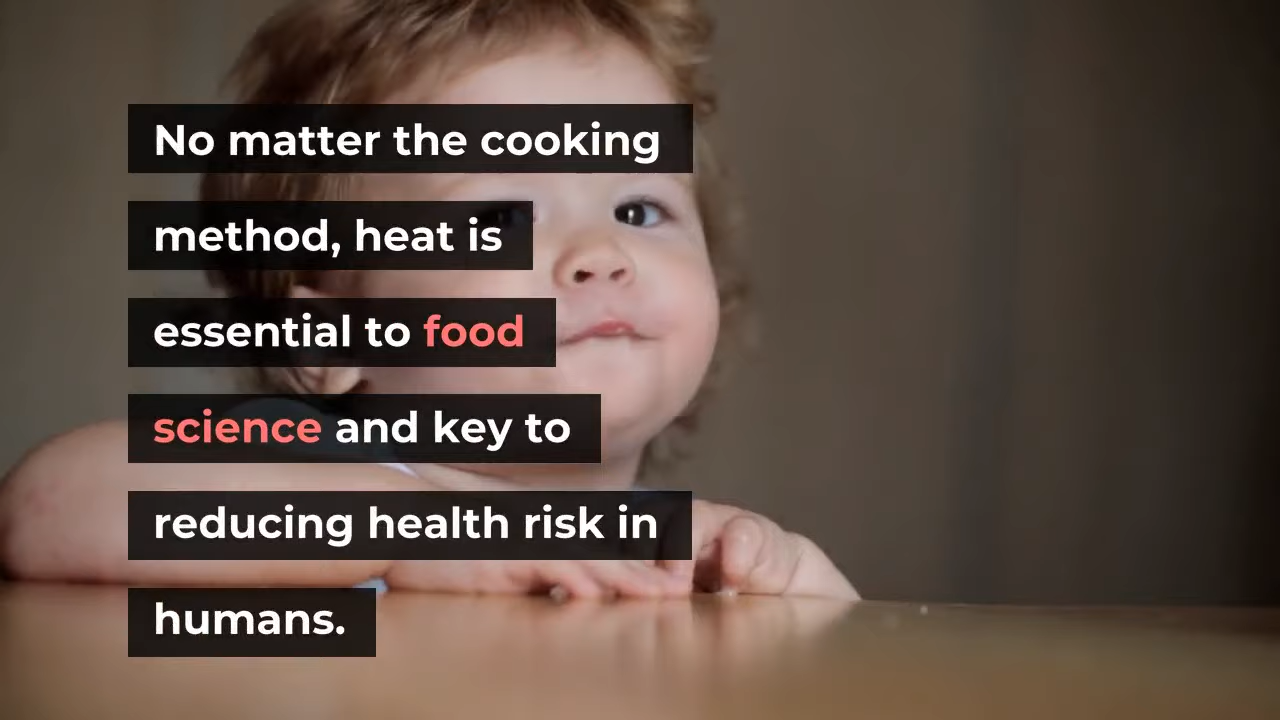 No matter the cooking
method, heat is
essential to food
science and key to
reducing health risk in
humans.